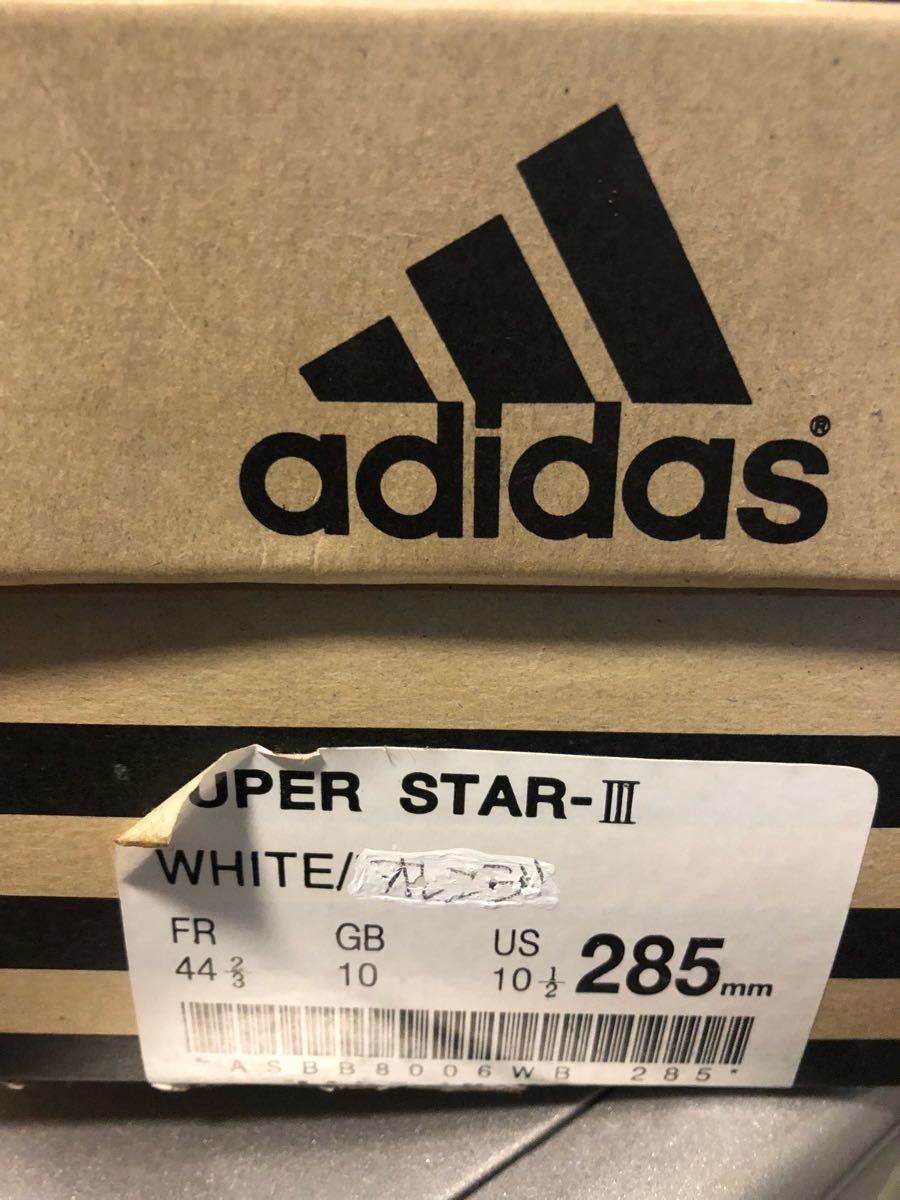 adidas®
UPER STAR-III
WHITE/
FR GB US
44 2/3 10 10 1/2 285mm
*ASBB8006WB 285*